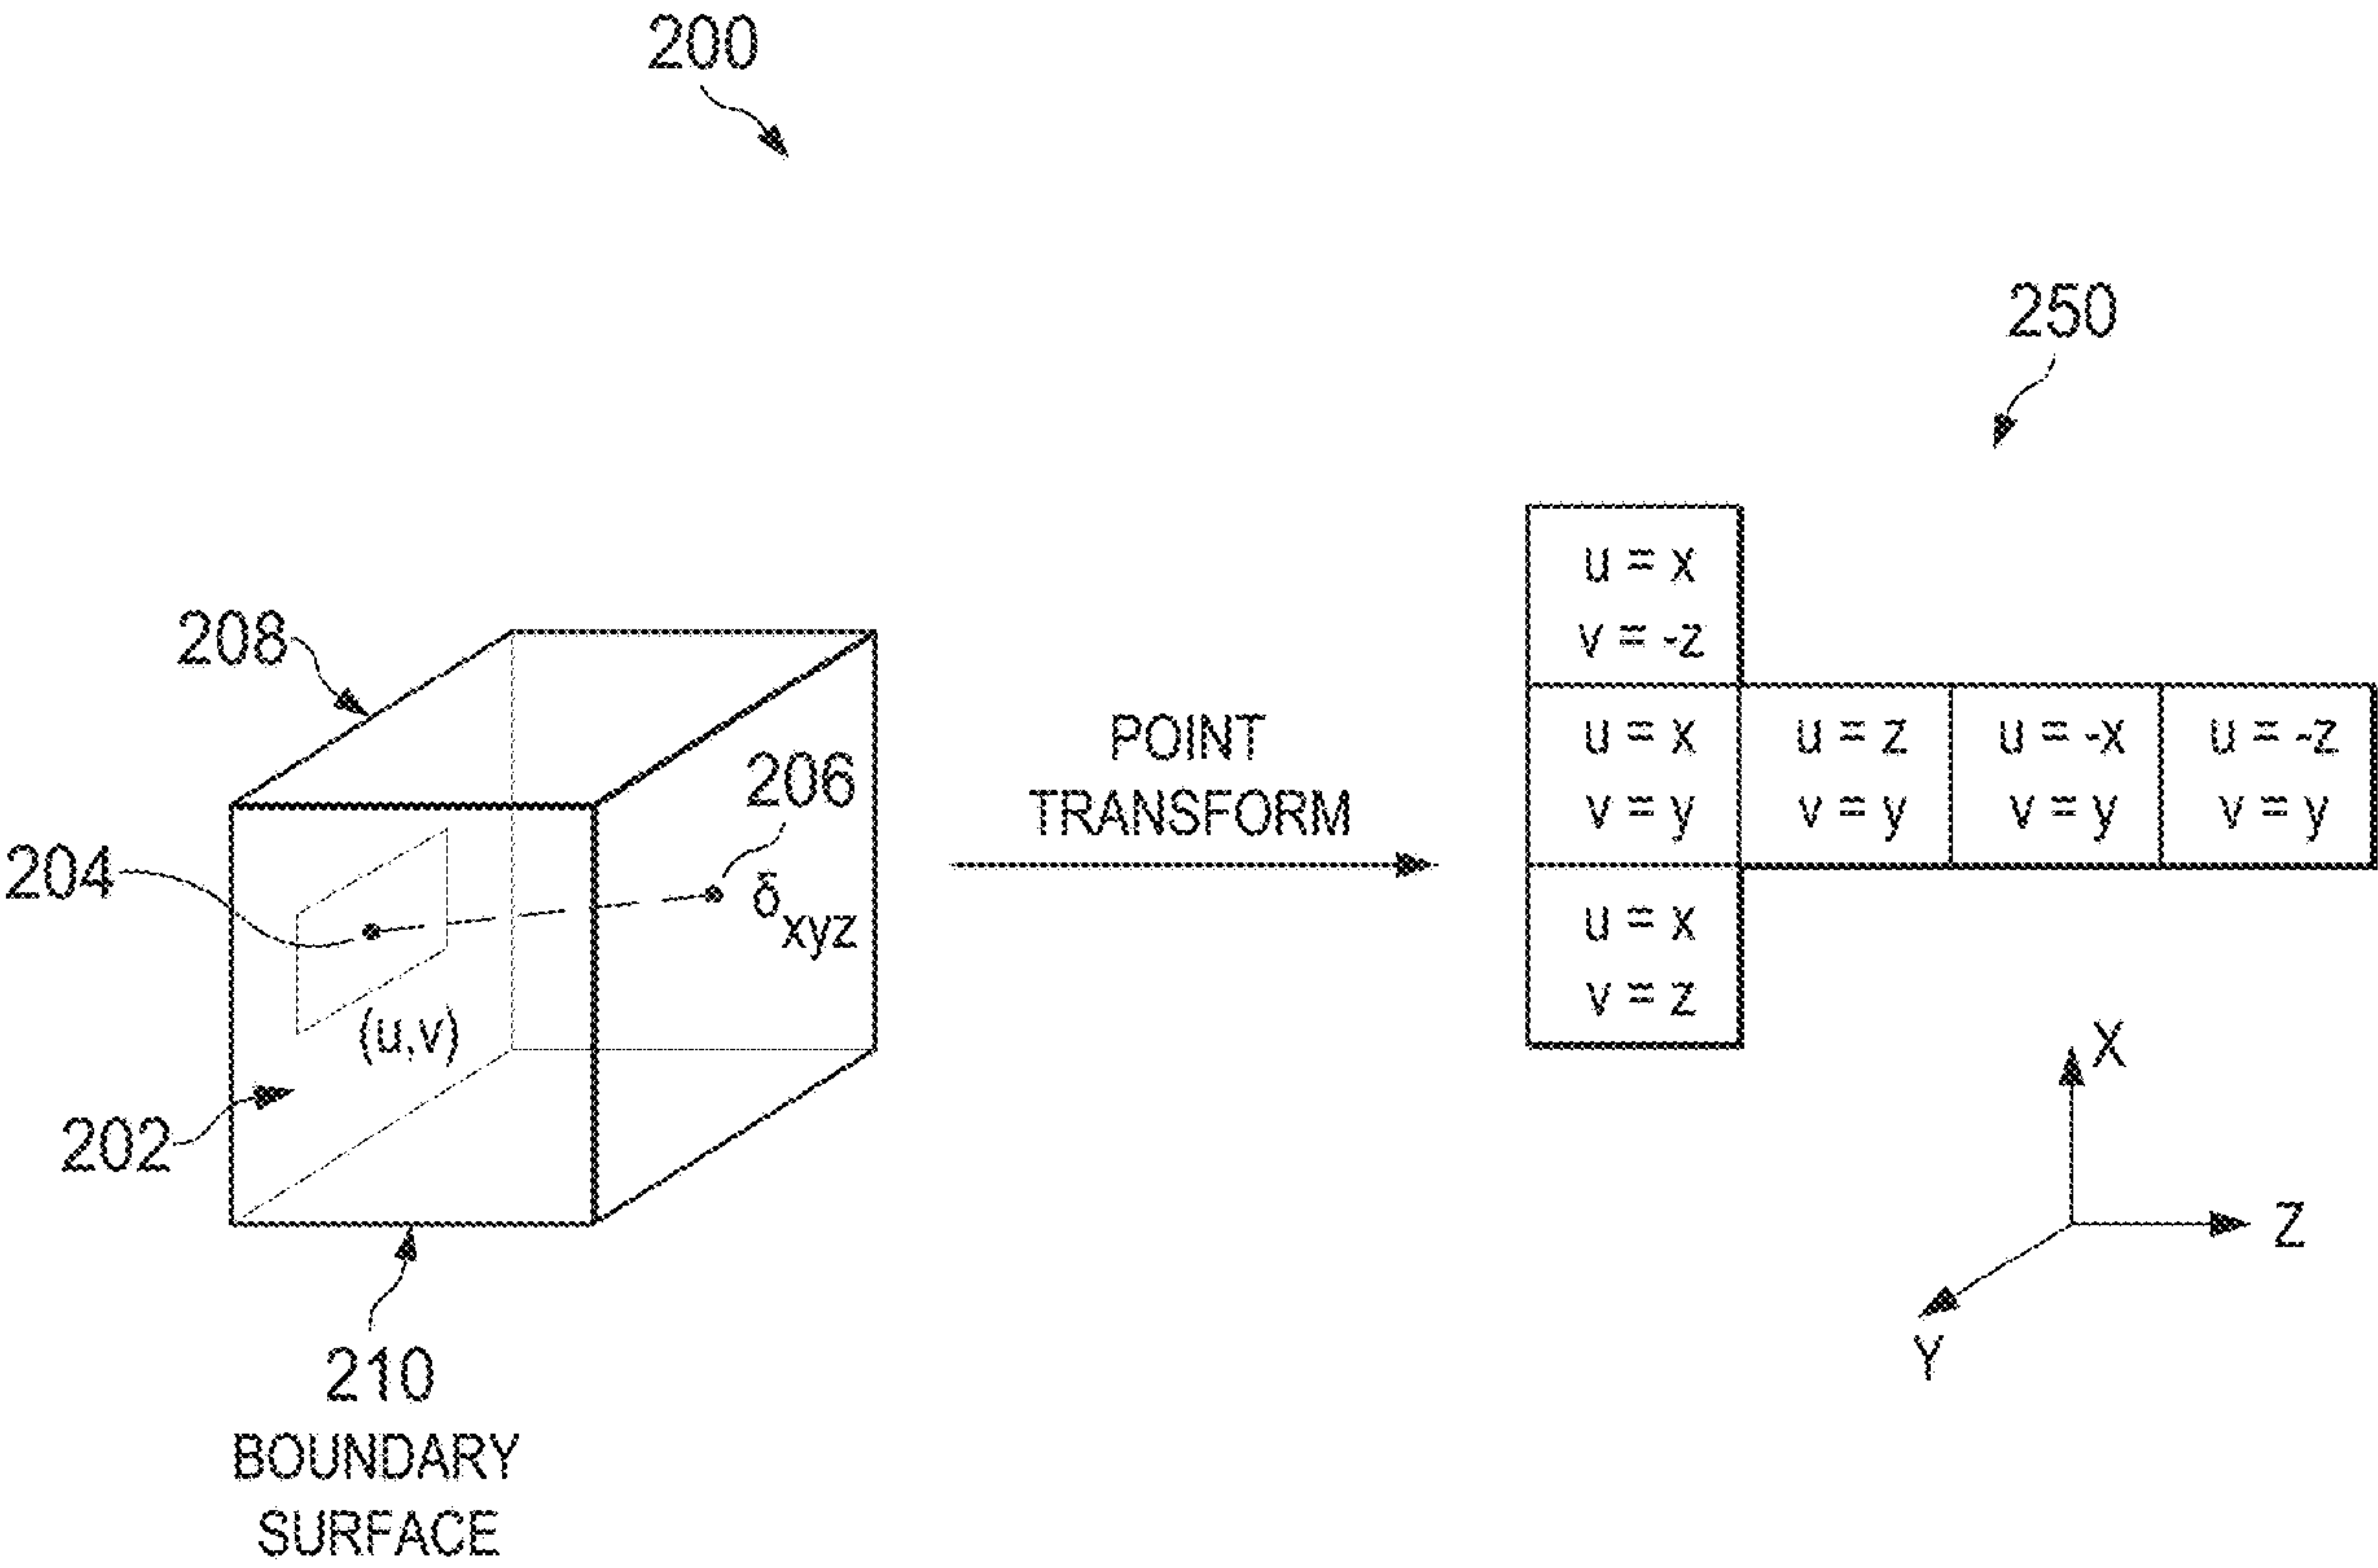 200
250
208
206
204
δxyz
(u,v)
202
210
BOUNDARY
SURFACE
POINT
TRANSFORM
u = x
v = -z
u = x
v = y
u = z
v = y
u = -x
v = y
u = -z
v = y
u = x
v = z
X
Z
Y